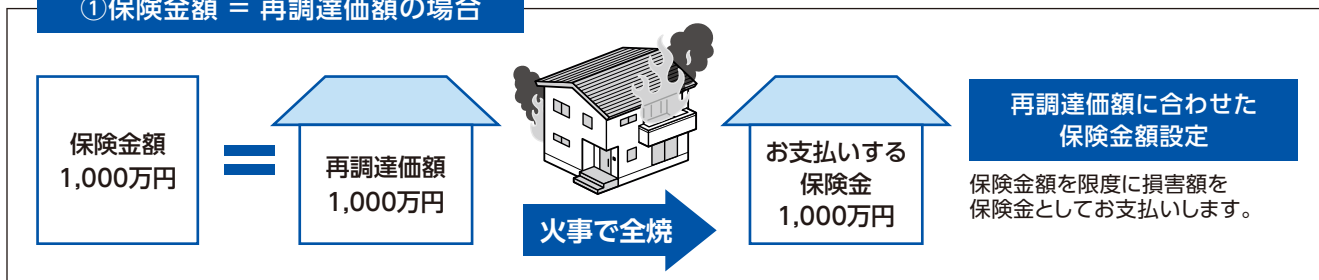 ①保険金額 = 再調達価額の場合
保険金額
1,000万円
再調達価額
1,000万円
火事で全焼
お支払いする
保険金
1,000万円
再調達価額に合わせた
保険金額設定
保険金額を限度に損害額を
保険金としてお支払いします。